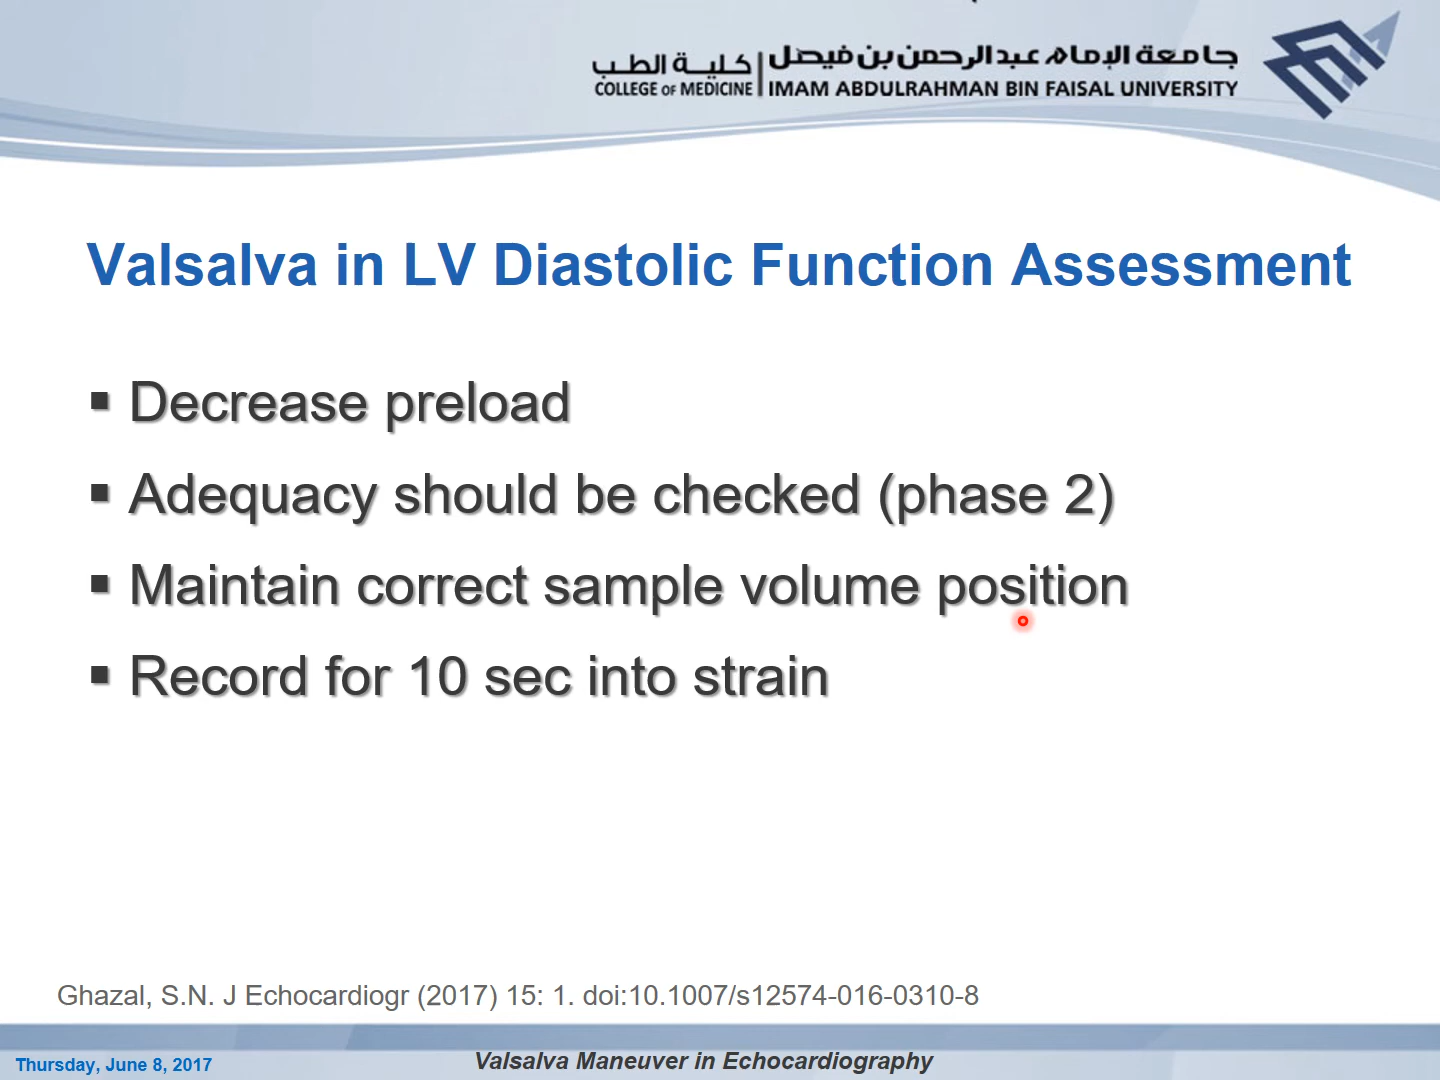 كلية الطب | جامعة الإمام عبدالرحمن بن فيصل
COLLEGE OF MEDICINE | IMAM ABDULRAHMAN BIN FAISAL UNIVERSITY
Valsalva in LV Diastolic Function Assessment
▪ Decrease preload
▪ Adequacy should be checked (phase 2)
▪ Maintain correct sample volume position
▪ Record for 10 sec into strain
Ghazal, S.N. J Echocardiogr (2017) 15: 1. doi:10.1007/s12574-016-0310-8
Thursday, June 8, 2017
Valsalva Maneuver in Echocardiography